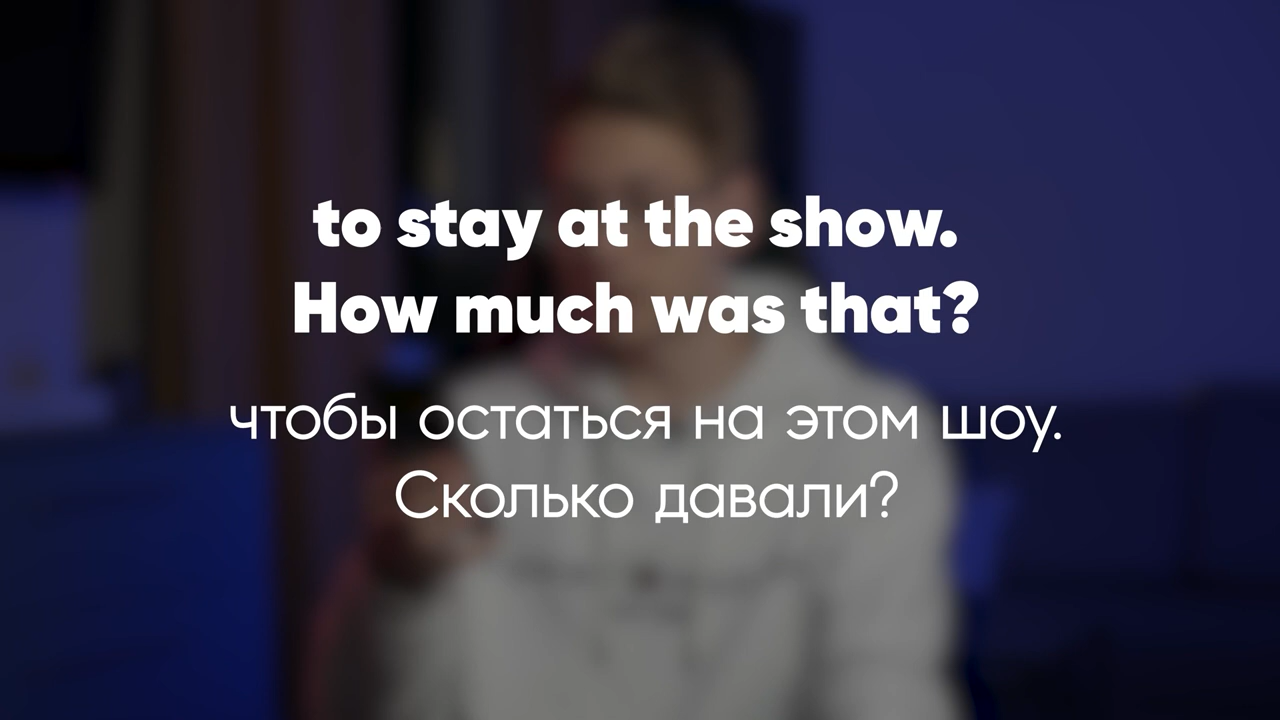 to stay at the show.
How much was that?
чтобы остаться на этом шоу.
Сколько давали?